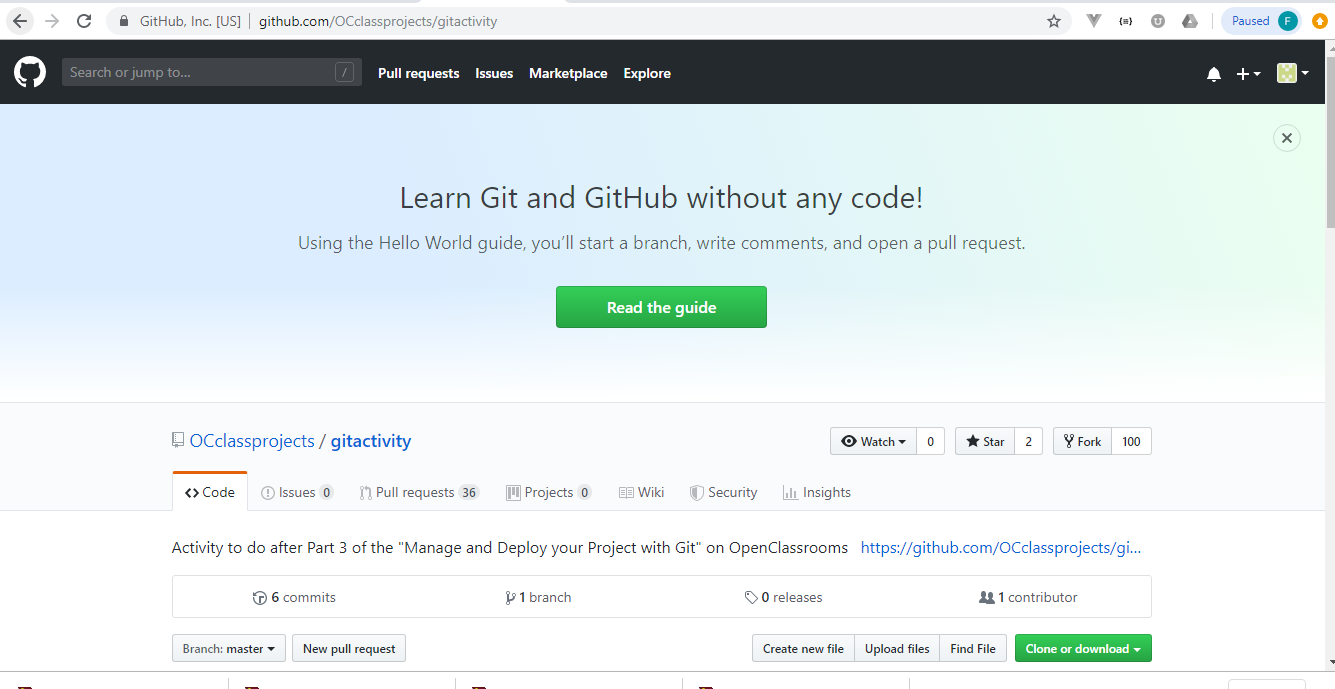 GitHub, Inc. [US] | github.com/OCclassprojects/gitactivity
Paused F
Search or jump to... /
Pull requests Issues Marketplace Explore
Learn Git and GitHub without any code!
Using the Hello World guide, you’ll start a branch, write comments, and open a pull request.
Read the guide
OCclassprojects / gitactivity
Watch 0 Star 2 Fork 100
Code Issues 0 Pull requests 36 Projects 0 Wiki Security Insights
Activity to do after Part 3 of the "Manage and Deploy your Project with Git" on OpenClassrooms https://github.com/OCclassprojects/gi...
6 commits 1 branch 0 releases 1 contributor
Branch: master New pull request Create new file Upload files Find File Clone or download